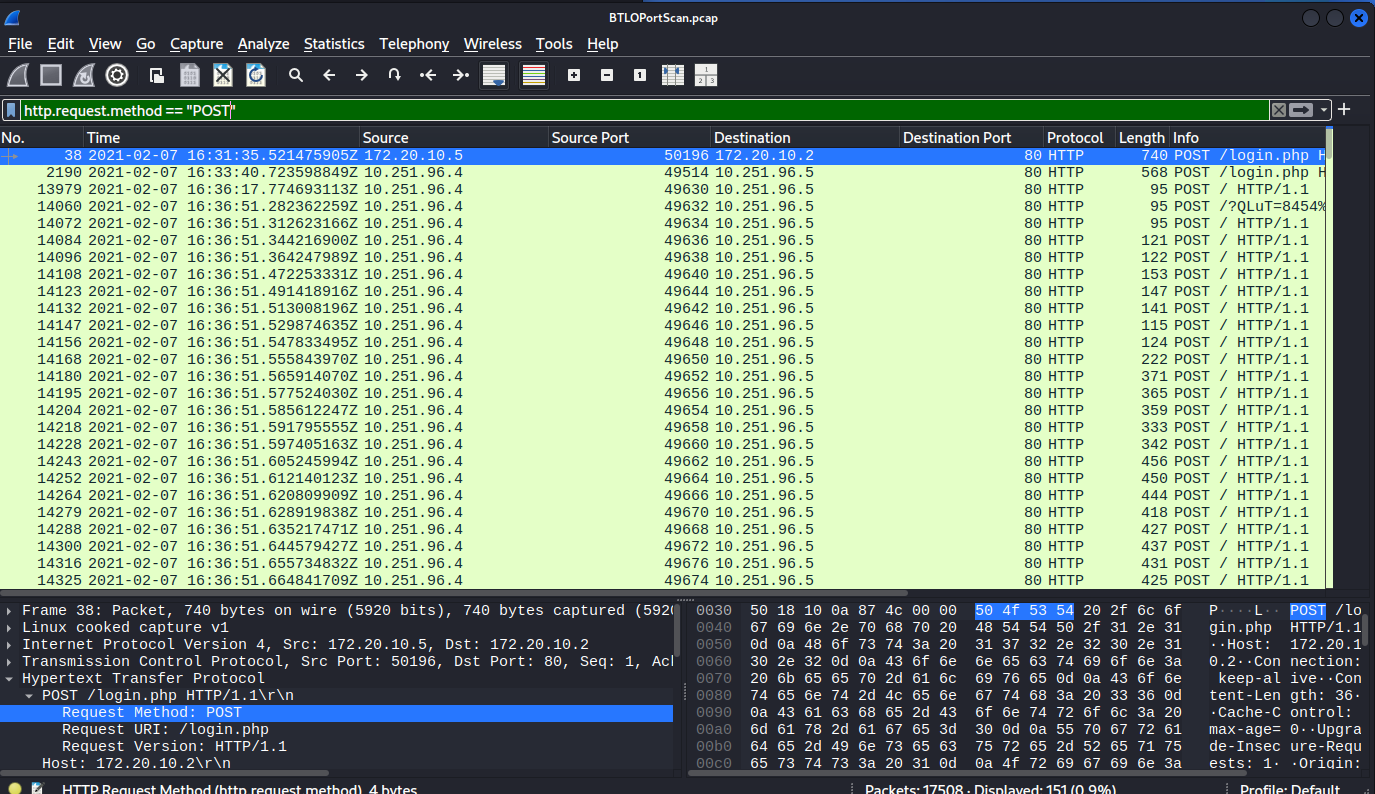 BTLOPortScan.pcap
File Edit View Go Capture Analyze Statistics Telephony Wireless Tools Help
http.request.method == "POST"
No. Time Source Source Port Destination Destination Port Protocol Length Info
38 2021-02-07 16:31:35.521475905Z 172.20.10.5 50196 172.20.10.2 80 HTTP 740 POST /login.php H
2190 2021-02-07 16:33:40.723598849Z 10.251.96.4 49514 10.251.96.5 80 HTTP 568 POST /login.php H
13979 2021-02-07 16:36:17.774693113Z 10.251.96.4 49630 10.251.96.5 80 HTTP 95 POST / HTTP/1.1
14060 2021-02-07 16:36:51.282362259Z 10.251.96.4 49632 10.251.96.5 80 HTTP 95 POST /?QLuT=8454%
14072 2021-02-07 16:36:51.312623166Z 10.251.96.4 49634 10.251.96.5 80 HTTP 95 POST / HTTP/1.1
14084 2021-02-07 16:36:51.344216900Z 10.251.96.4 49636 10.251.96.5 80 HTTP 121 POST / HTTP/1.1
14096 2021-02-07 16:36:51.364247989Z 10.251.96.4 49638 10.251.96.5 80 HTTP 122 POST / HTTP/1.1
14108 2021-02-07 16:36:51.472253331Z 10.251.96.4 49640 10.251.96.5 80 HTTP 153 POST / HTTP/1.1
14123 2021-02-07 16:36:51.491418916Z 10.251.96.4 49644 10.251.96.5 80 HTTP 147 POST / HTTP/1.1
14132 2021-02-07 16:36:51.513008196Z 10.251.96.4 49642 10.251.96.5 80 HTTP 141 POST / HTTP/1.1
14147 2021-02-07 16:36:51.529874635Z 10.251.96.4 49646 10.251.96.5 80 HTTP 115 POST / HTTP/1.1
14156 2021-02-07 16:36:51.547833495Z 10.251.96.4 49648 10.251.96.5 80 HTTP 124 POST / HTTP/1.1
14168 2021-02-07 16:36:51.555843970Z 10.251.96.4 49650 10.251.96.5 80 HTTP 222 POST / HTTP/1.1
14180 2021-02-07 16:36:51.565914070Z 10.251.96.4 49652 10.251.96.5 80 HTTP 371 POST / HTTP/1.1
14195 2021-02-07 16:36:51.577524030Z 10.251.96.4 49656 10.251.96.5 80 HTTP 365 POST / HTTP/1.1
14204 2021-02-07 16:36:51.585612247Z 10.251.96.4 49654 10.251.96.5 80 HTTP 359 POST / HTTP/1.1
14218 2021-02-07 16:36:51.591795555Z 10.251.96.4 49658 10.251.96.5 80 HTTP 333 POST / HTTP/1.1
14228 2021-02-07 16:36:51.597405163Z 10.251.96.4 49660 10.251.96.5 80 HTTP 342 POST / HTTP/1.1
14243 2021-02-07 16:36:51.605245994Z 10.251.96.4 49662 10.251.96.5 80 HTTP 456 POST / HTTP/1.1
14252 2021-02-07 16:36:51.612140123Z 10.251.96.4 49664 10.251.96.5 80 HTTP 450 POST / HTTP/1.1
14264 2021-02-07 16:36:51.620809909Z 10.251.96.4 49666 10.251.96.5 80 HTTP 444 POST / HTTP/1.1
14279 2021-02-07 16:36:51.628919838Z 10.251.96.4 49670 10.251.96.5 80 HTTP 418 POST / HTTP/1.1
14288 2021-02-07 16:36:51.635217471Z 10.251.96.4 49668 10.251.96.5 80 HTTP 427 POST / HTTP/1.1
14300 2021-02-07 16:36:51.644579427Z 10.251.96.4 49672 10.251.96.5 80 HTTP 437 POST / HTTP/1.1
14316 2021-02-07 16:36:51.655734832Z 10.251.96.4 49676 10.251.96.5 80 HTTP 431 POST / HTTP/1.1
14325 2021-02-07 16:36:51.664841709Z 10.251.96.4 49674 10.251.96.5 80 HTTP 425 POST / HTTP/1.1
Frame 38: Packet, 740 bytes on wire (5920 bits), 740 bytes captured (5920
Linux cooked capture v1
Internet Protocol Version 4, Src: 172.20.10.5, Dst: 172.20.10.2
Transmission Control Protocol, Src Port: 50196, Dst Port: 80, Seq: 1, Ack
Hypertext Transfer Protocol
POST /login.php HTTP/1.1\r\n
Request Method: POST
Request URI: /login.php
Request Version: HTTP/1.1
Host: 172.20.10.2\r\n
0030 50 18 10 0a 87 4c 00 00 50 4f 53 54 20 2f 6c 6f P····L·· POST /lo
0040 67 69 6e 2e 70 68 70 20 48 54 54 50 2f 31 2e 31 gin.php HTTP/1.1
0050 0d 0a 48 6f 73 74 3a 20 31 37 32 2e 32 30 2e 31 ··Host: 172.20.1
0060 30 2e 32 0d 0a 43 6f 6e 6e 65 63 74 69 6f 6e 3a 0.2··Connection:
0070 20 6b 65 65 70 2d 61 6c 69 76 65 0d 0a 43 6f 6e keep-alive··Con
0080 74 65 6e 74 2d 4c 65 6e 67 74 68 3a 20 33 36 0d tent-Length: 36·
0090 0a 43 61 63 68 65 2d 43 6f 6e 74 72 6f 6c 3a 20 ·Cache-Control:
00a0 6d 61 78 2d 61 67 65 3d 30 0d 0a 55 70 67 72 61 max-age=0··Upgra
00b0 64 65 2d 49 6e 73 65 63 75 72 65 2d 52 65 71 75 de-Insecure-Requ
00c0 65 73 74 73 3a 20 31 0d 0a 4f 72 69 67 69 6e 3a ests: 1··Origin:
HTTP Request Method (http.request.method), 4 bytes
Packets: 17508 · Displayed: 151 (0.9%)
Profile: Default